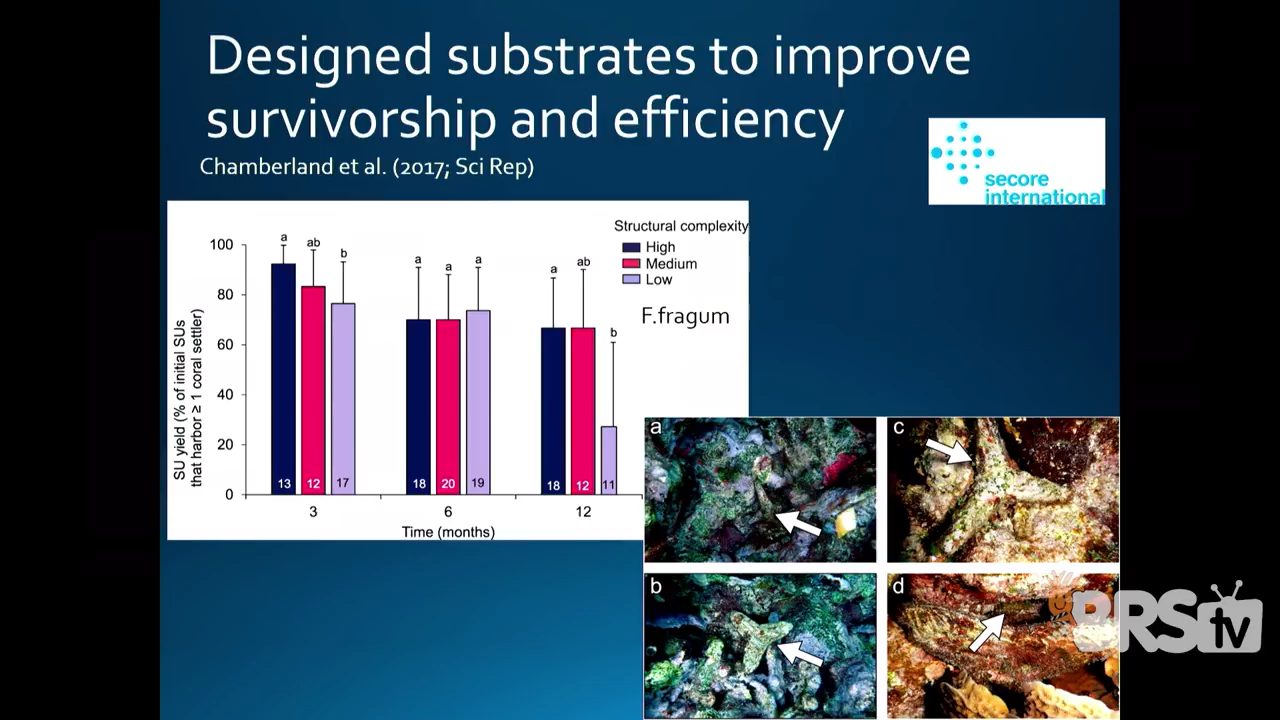 Designed substrates to improve
survivorship and efficiency
Chamberland et al. (2017; Sci Rep)
secore
international
Structural complexity
High
Medium
Low
F.fragum
SU yield (% of initial SUs
that harbor ≥ 1 coral settler)
100
80
60
40
20
0
a
ab
b
a
a
a
a
ab
b
13
12
17
18
20
19
18
12
11
3
6
12
Time (months)
a
c
b
d
BRS
tv